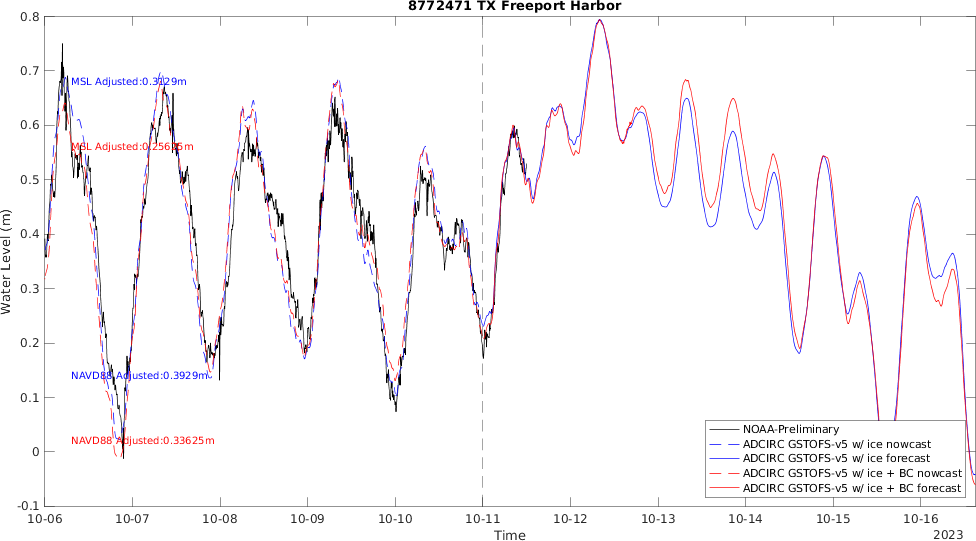 8772471 TX Freeport Harbor
0.8
0.7
0.6
0.5
0.4
0.3
0.2
0.1
0
-0.1
Water Level (m)
MSL Adjusted:0.3129m
MSL Adjusted:0.25625m
NAVD88 Adjusted:0.3929m
NAVD88 Adjusted:0.33625m
NOAA-Preliminary
ADCIRC GSTOFS-v5 w/ ice nowcast
ADCIRC GSTOFS-v5 w/ ice forecast
ADCIRC GSTOFS-v5 w/ ice + BC nowcast
ADCIRC GSTOFS-v5 w/ ice + BC forecast
10-06 10-07 10-08 10-09 10-10 10-11 10-12 10-13 10-14 10-15 10-16
Time
2023